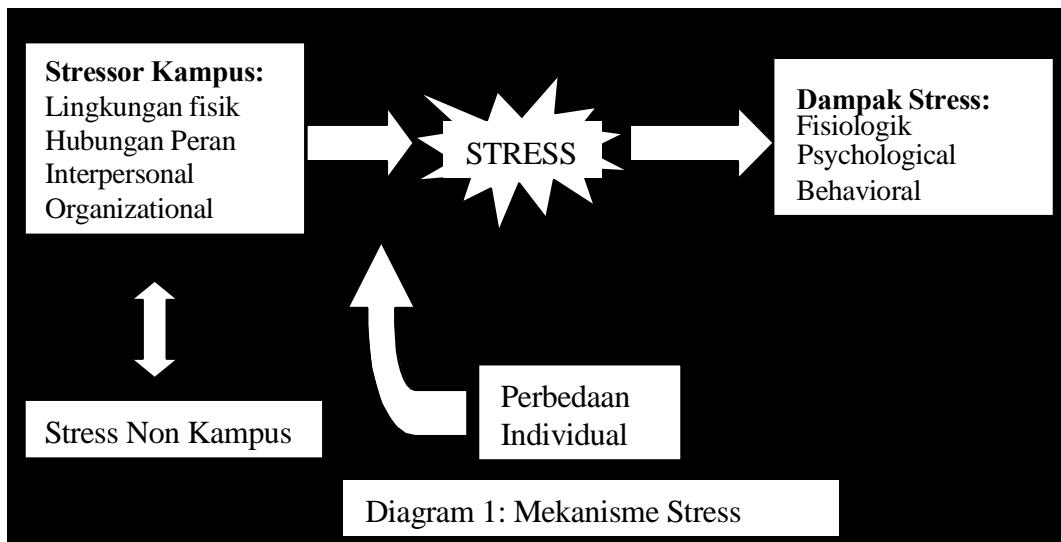 Stressor Kampus:
Lingkungan fisik
Hubungan Peran
Interpersonal
Organizational
STRESS
Dampak Stress:
Fisiologik
Psychological
Behavioral
Stress Non Kampus
Perbedaan
Individual
Diagram 1: Mekanisme Stress